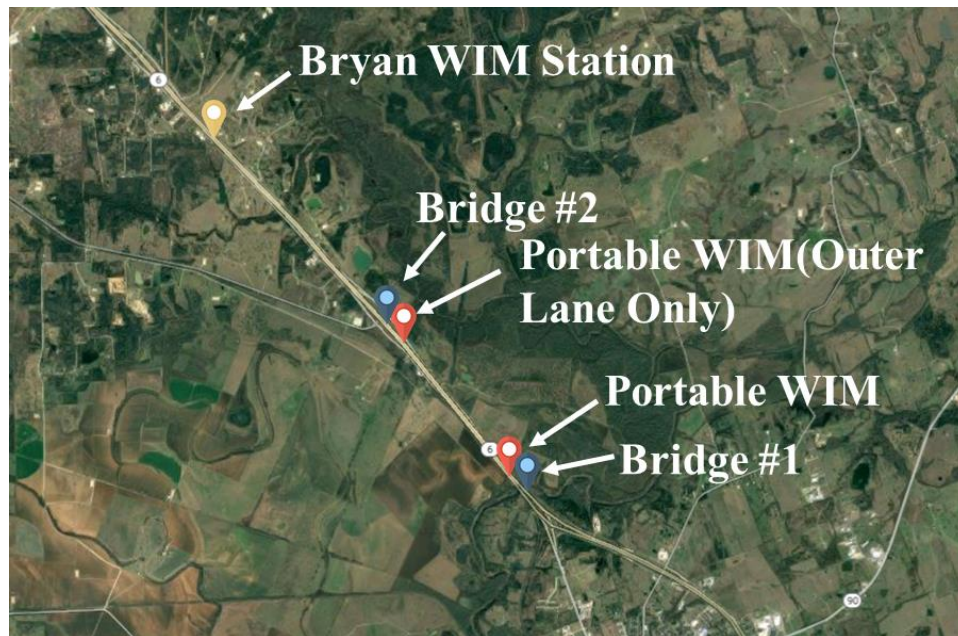 6
Bryan WIM Station
Bridge #2
Portable WIM(Outer
Lane Only)
Portable WIM
6
Bridge #1
90